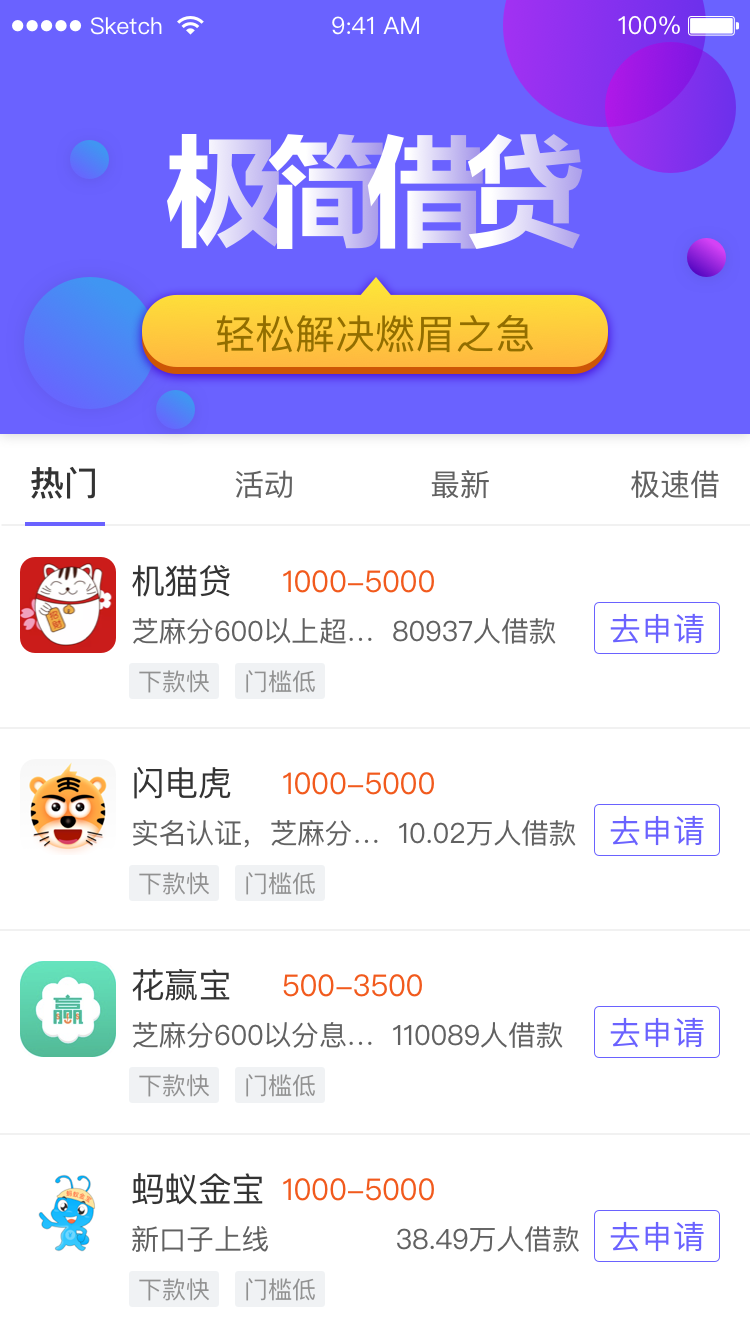 Sketch 9:41 AM 100%
极简借贷
轻松解决燃眉之急
热门 活动 最新 极速借
机猫贷 1000–5000
芝麻分600以上超... 80937人借款 去申请
下款快 门槛低
闪电虎 1000–5000
实名认证，芝麻分... 10.02万人借款 去申请
下款快 门槛低
赢
花赢宝 500–3500
芝麻分600以分息... 110089人借款 去申请
下款快 门槛低
蚂蚁金宝 1000–5000
新口子上线 38.49万人借款 去申请
下款快 门槛低